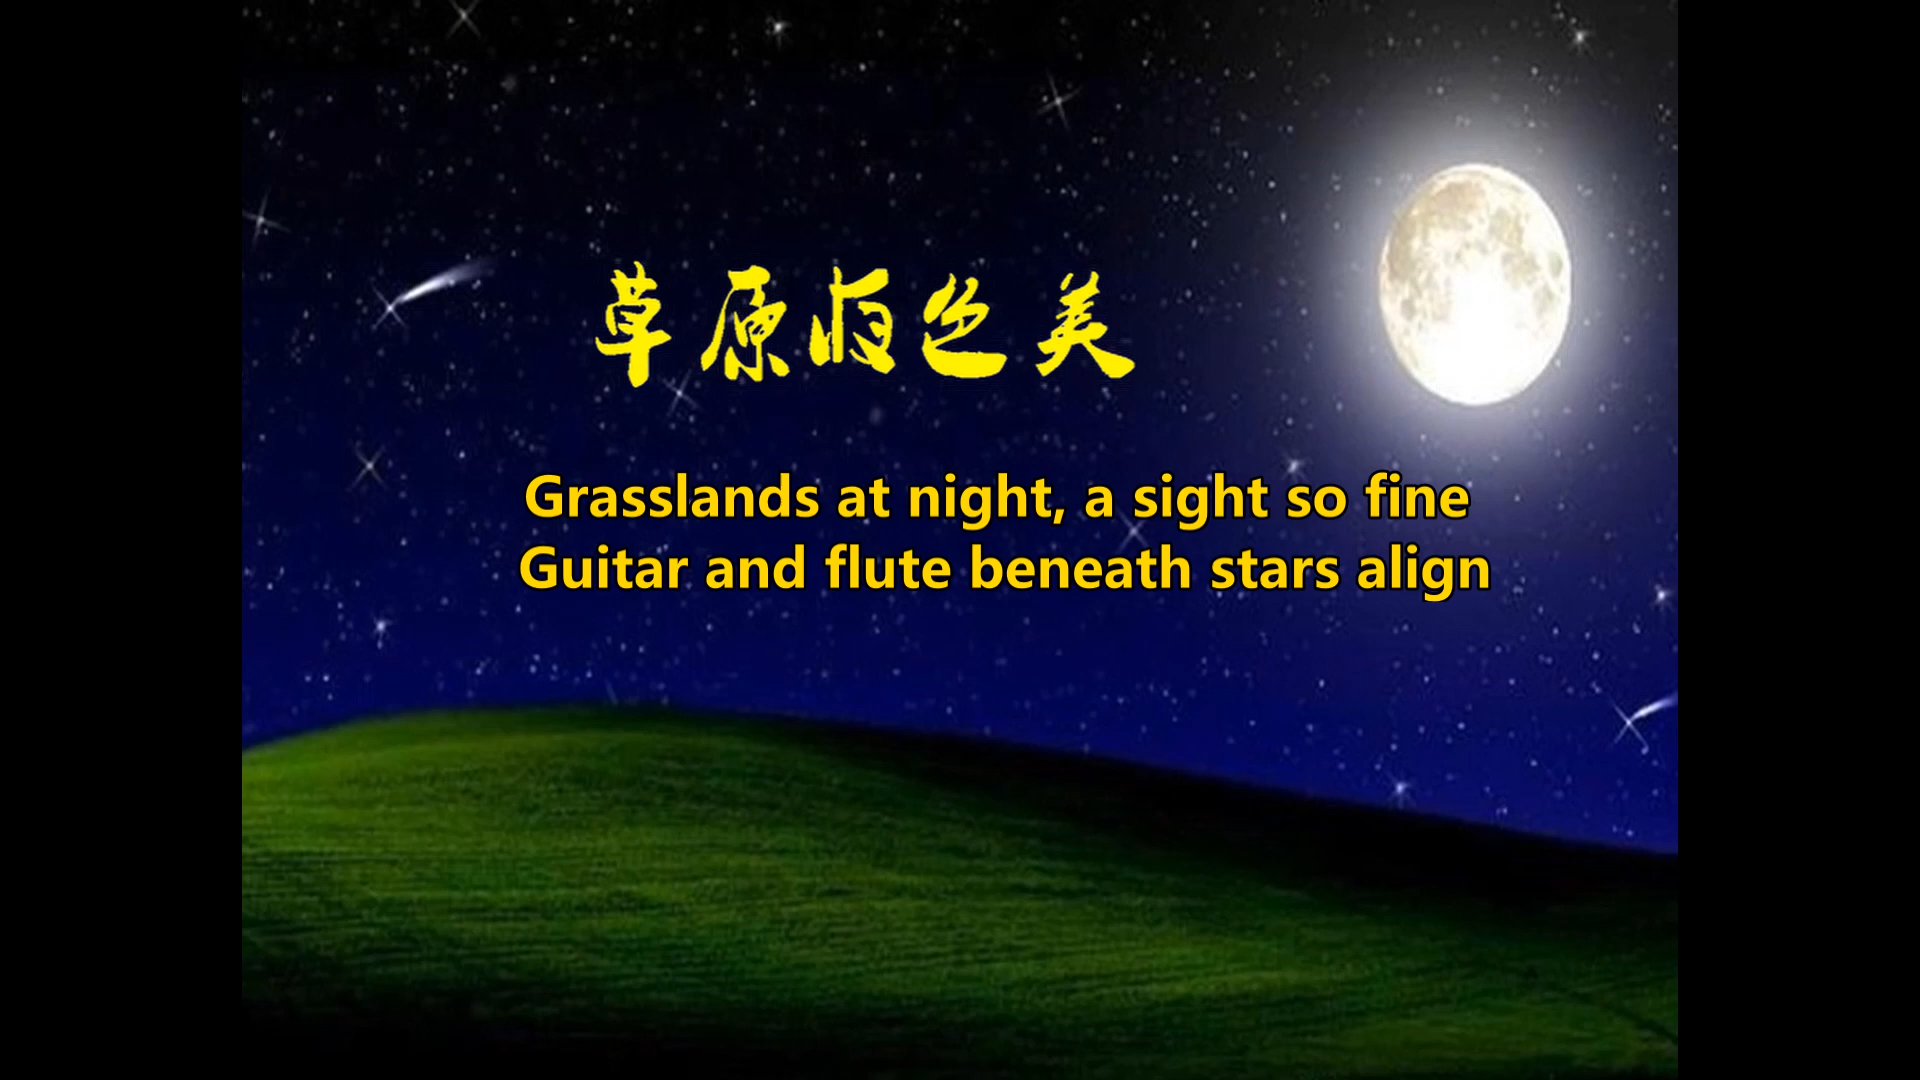 草原夜色美
Grasslands at night, a sight so fine
Guitar and flute beneath stars align